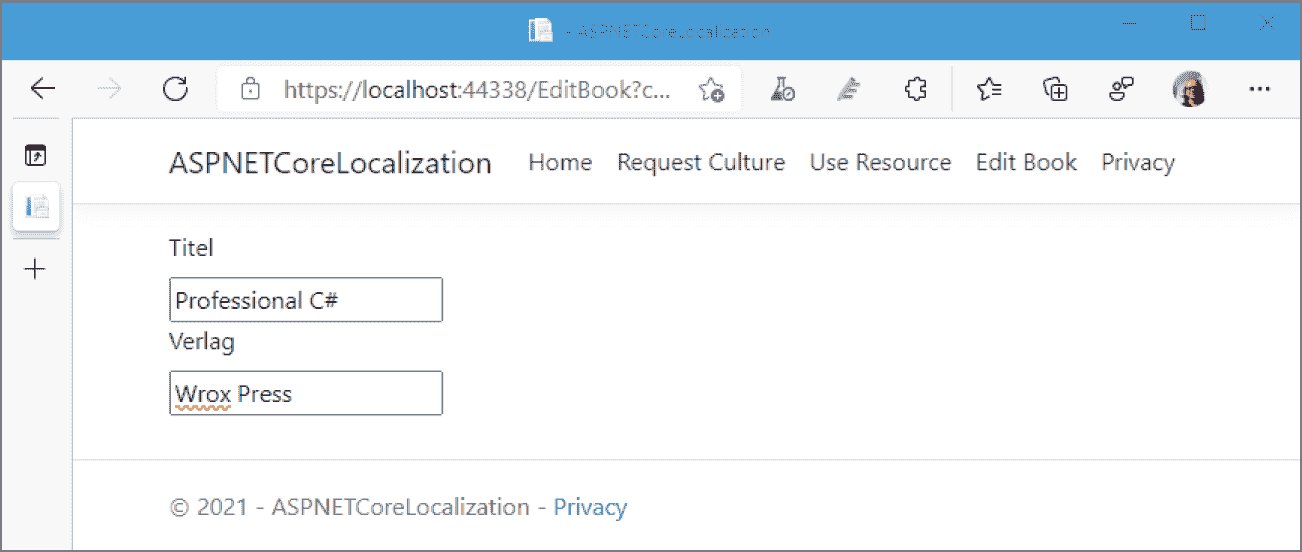 - ASPNETCoreLocalization
https://localhost:44338/EditBook?c...
ASPNETCoreLocalization Home Request Culture Use Resource Edit Book Privacy
Titel
Professional C#
Verlag
Wrox Press
© 2021 - ASPNETCoreLocalization - Privacy